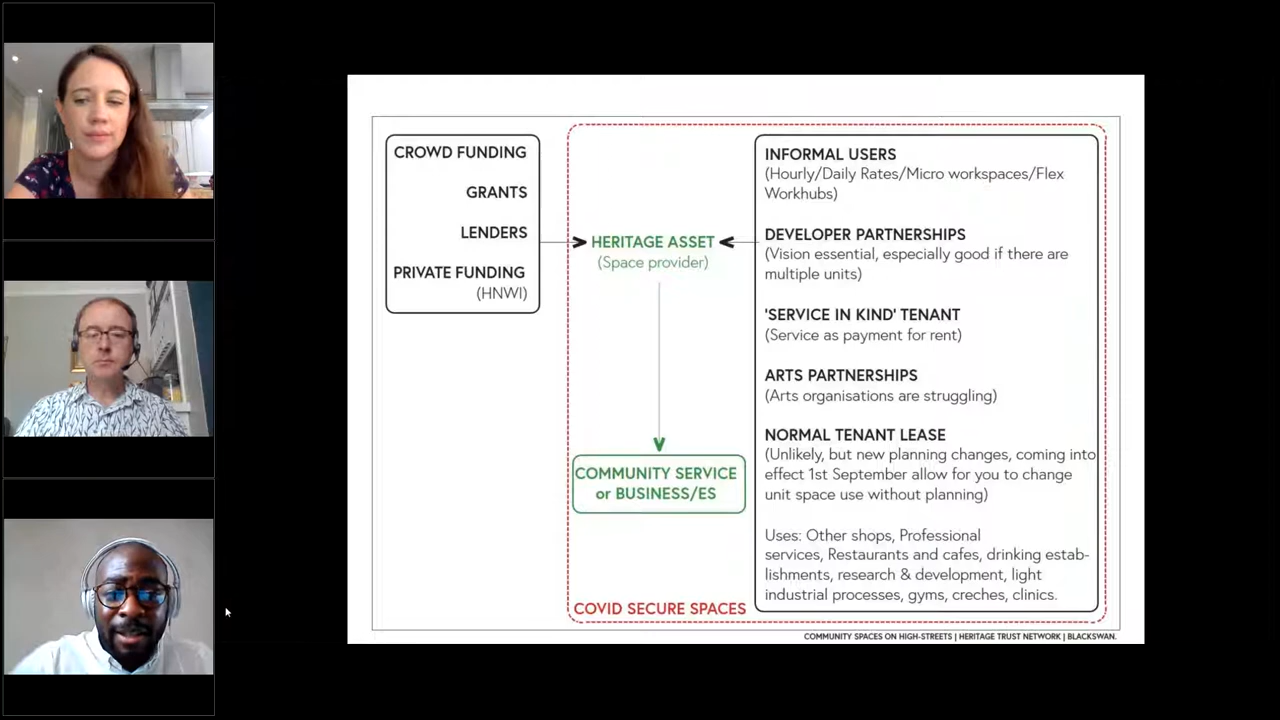 CROWD FUNDING
GRANTS
LENDERS
PRIVATE FUNDING
(HNWI)
HERITAGE ASSET
(Space provider)
COMMUNITY SERVICE
or BUSINESS/ES
COVID SECURE SPACES
INFORMAL USERS
(Hourly/Daily Rates/Micro workspaces/Flex
Workhubs)
DEVELOPER PARTNERSHIPS
(Vision essential, especially good if there are
multiple units)
'SERVICE IN KIND' TENANT
(Service as payment for rent)
ARTS PARTNERSHIPS
(Arts organisations are struggling)
NORMAL TENANT LEASE
(Unlikely, but new planning changes, coming into
effect 1st September allow for you to change
unit space use without planning)
Uses: Other shops, Professional
services, Restaurants and cafes, drinking estab-
lishments, research & development, light
industrial processes, gyms, creches, clinics.
COMMUNITY SPACES ON HIGH-STREETS | HERITAGE TRUST NETWORK | BLACKSWAN.